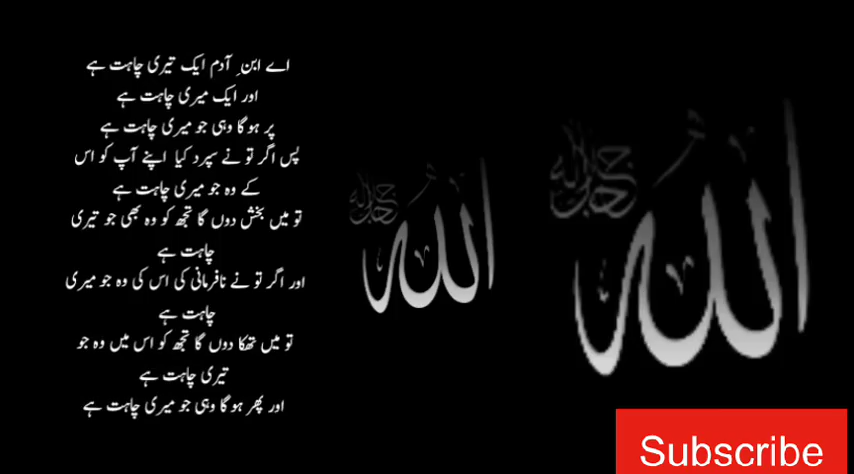 اے ابنِ آدم ایک تیری چاہت ہے
اور ایک میری چاہت ہے
پر ہو گا وہی جو میری چاہت ہے
پس اگر تو نے سپرد کیا اپنے آپ کو اس
کے وہ جو میری چاہت ہے
تو میں بخش دوں گا تجھ کو وہ بھی جو تیری
چاہت ہے
اور اگر تو نے نافرمانی کی اس کی وہ جو میری
چاہت ہے
تو میں تھکا دوں گا تجھ کو اس میں وہ جو
تیری چاہت ہے
اور پھر ہو گا وہی جو میری چاہت ہے
الله
جل جلاله
الله
جل جلاله
Subscribe